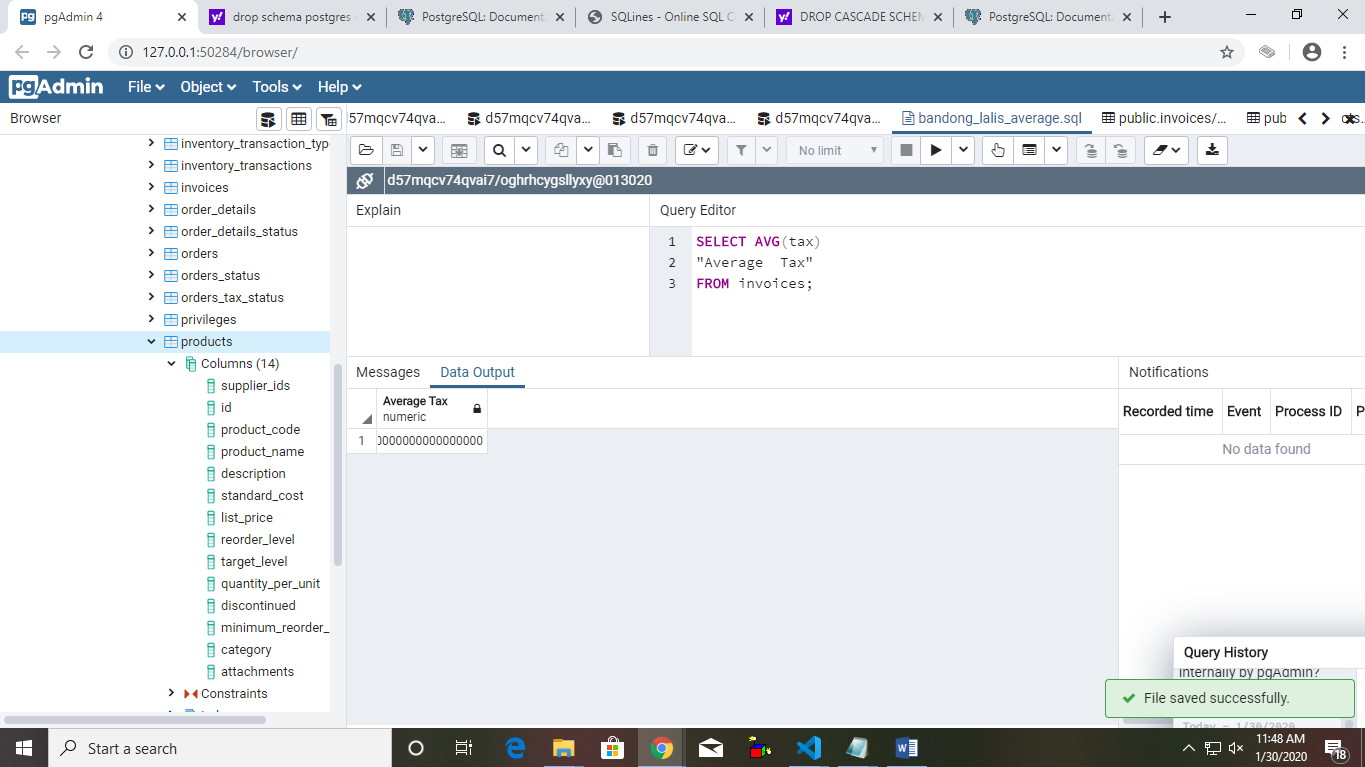 pgAdmin 4
drop schema postgres
PostgreSQL: Documenta
SQLines - Online SQL C
DROP CASCADE SCHEM
PostgreSQL: Documenta
127.0.0.1:50284/browser/
pgAdmin File Object Tools Help
Browser
57mqcv74qva... d57mqcv74qva... d57mqcv74qva... d57mqcv74qva... bandong_lalis_average.sql public.invoices/... pub
No limit
d57mqcv74qvai7/oghrhcygsllyxy@013020
inventory_transaction_typ
inventory_transactions
invoices
order_details
order_details_status
orders
orders_status
orders_tax_status
privileges
products
Columns (14)
supplier_ids
id
product_code
product_name
description
standard_cost
list_price
reorder_level
target_level
quantity_per_unit
discontinued
minimum_reorder_
category
attachments
Constraints
Explain
Query Editor
1 SELECT AVG(tax)
2 "Average  Tax"
3 FROM invoices;
Messages Data Output
Average Tax
numeric
1 0000000000000000
Notifications
Recorded time Event Process ID P
No data found
Query History
internally by pgAdmin?
File saved successfully.
Today - 1/30/2020
Start a search
11:48 AM
1/30/2020
18